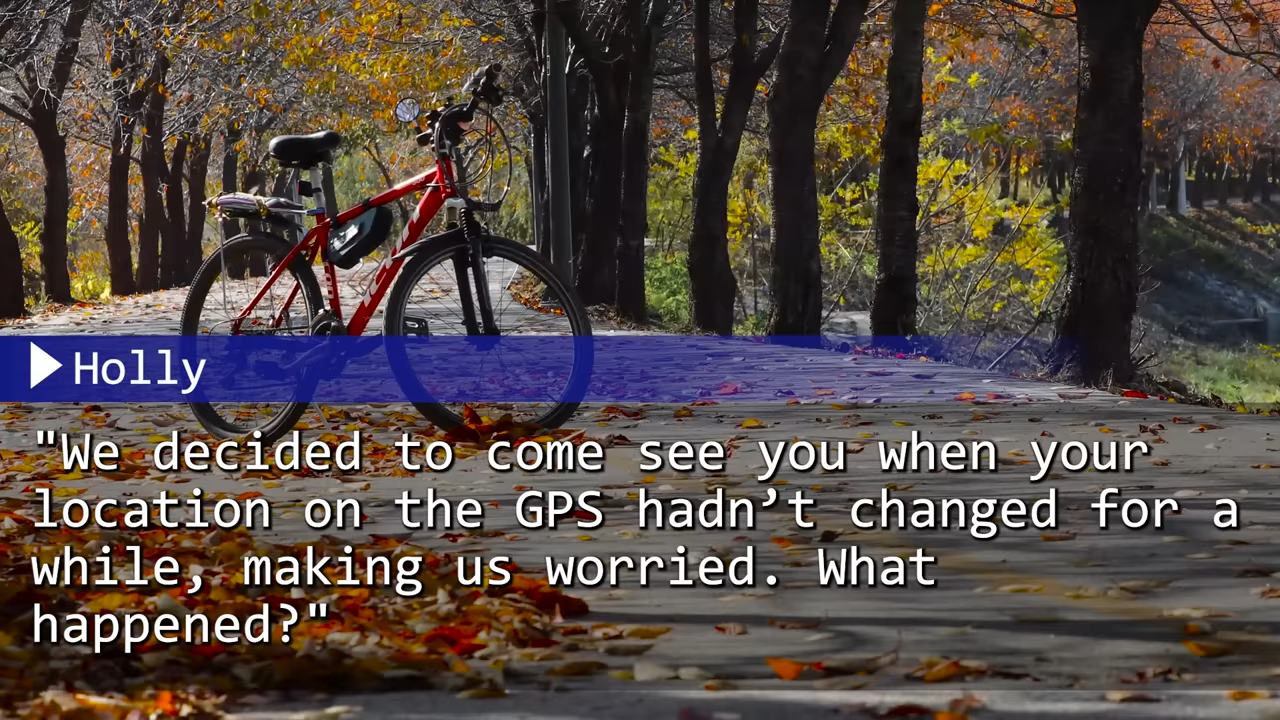 Holly
"We decided to come see you when your
location on the GPS hadn’t changed for a
while, making us worried. What
happened?"